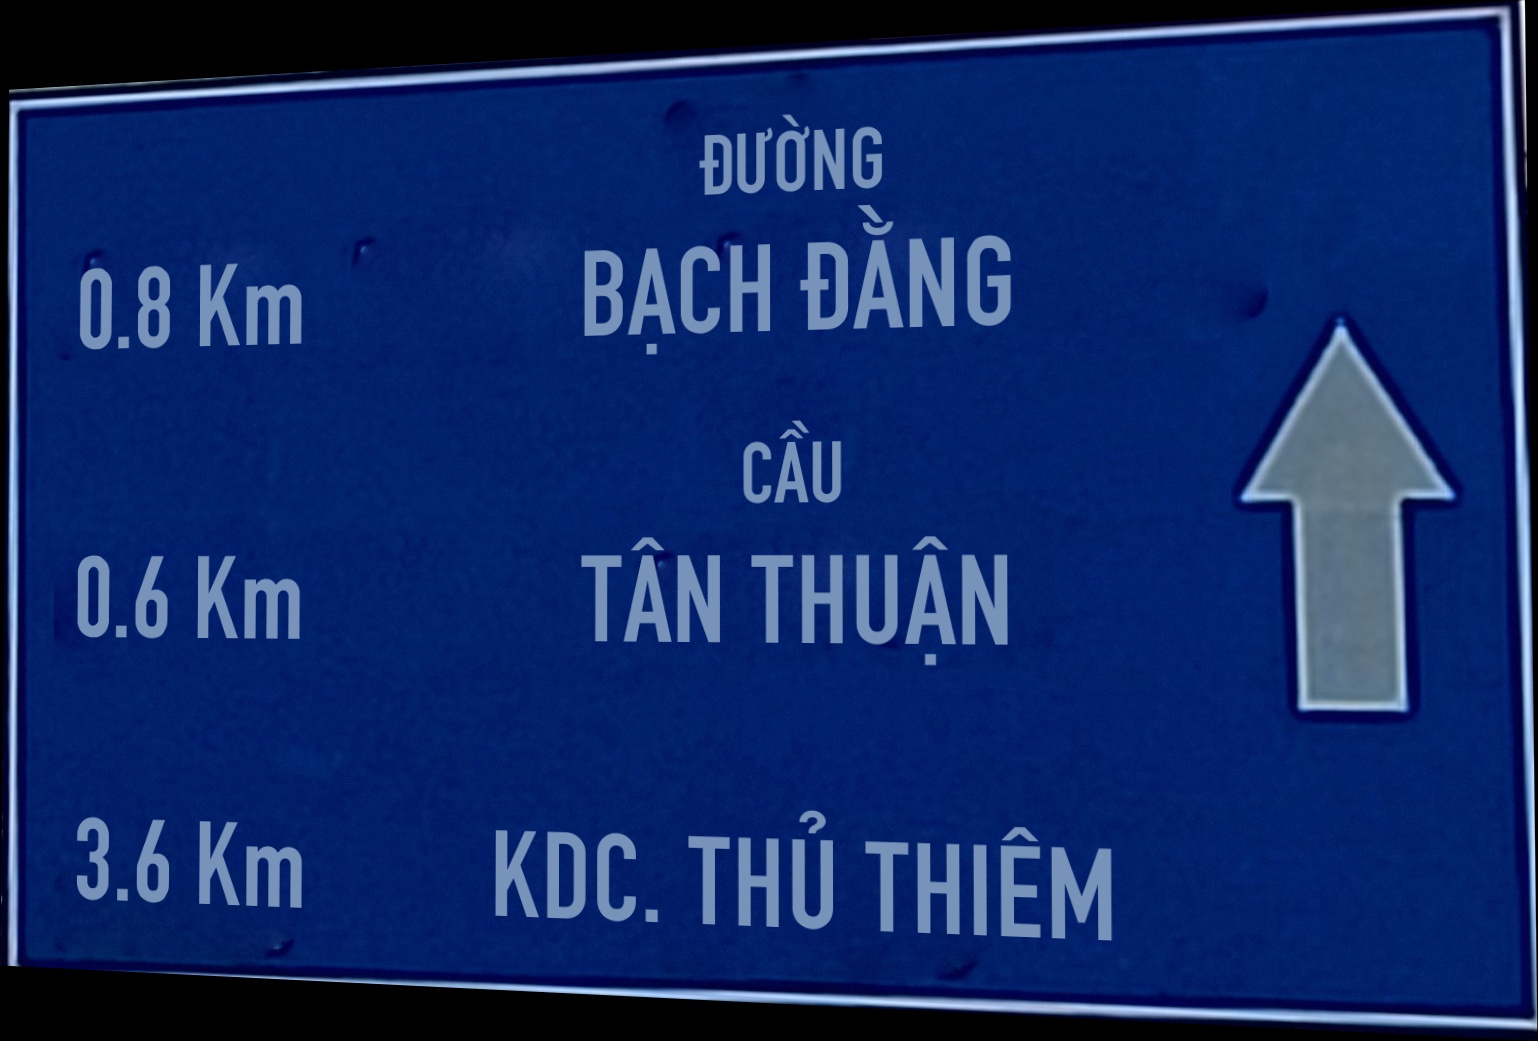 ĐƯỜNG
0.8 Km BẠCH ĐẰNG
CẦU
0.6 Km TÂN THUẬN
3.6 Km KDC. THỦ THIÊM